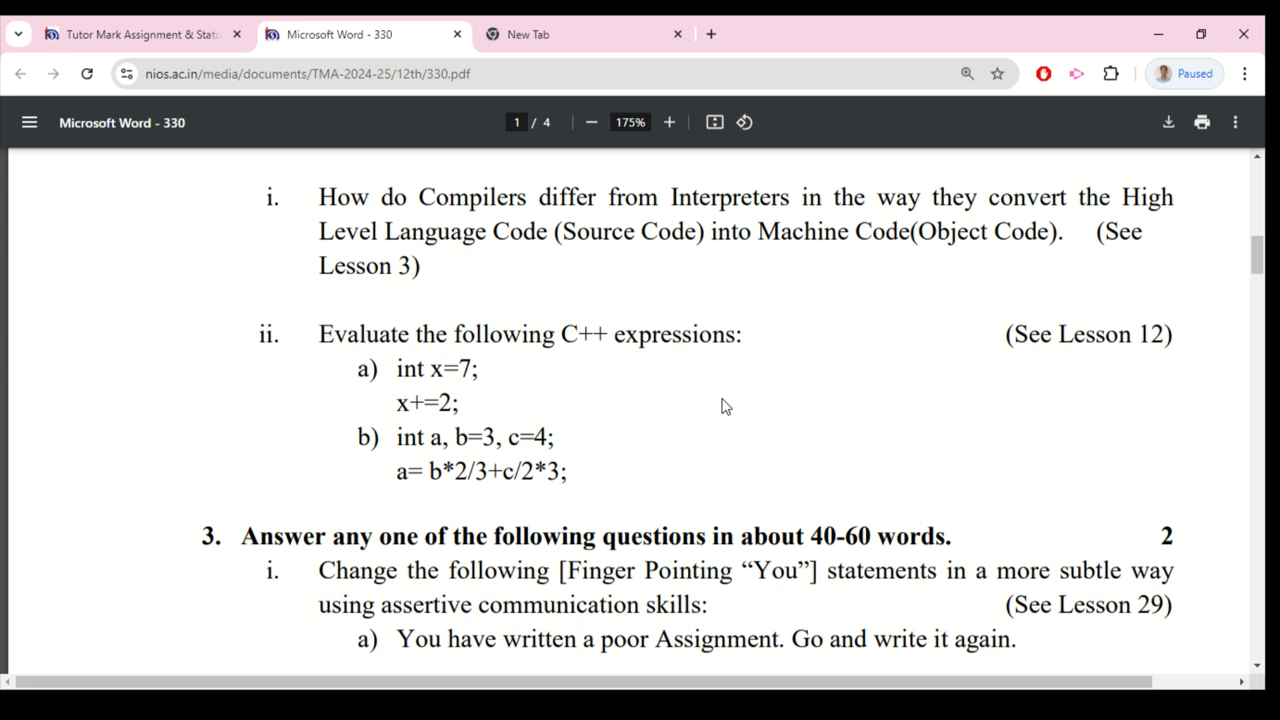 Tutor Mark Assignment & Statu
Microsoft Word - 330
New Tab
nios.ac.in/media/documents/TMA-2024-25/12th/330.pdf
Paused
Microsoft Word - 330
1 / 4
175%
i. How do Compilers differ from Interpreters in the way they convert the High
Level Language Code (Source Code) into Machine Code(Object Code). (See
Lesson 3)
ii. Evaluate the following C++ expressions: (See Lesson 12)
a) int x=7;
x+=2;
b) int a, b=3, c=4;
a= b*2/3+c/2*3;
3. Answer any one of the following questions in about 40-60 words. 2
i. Change the following [Finger Pointing “You”] statements in a more subtle way
using assertive communication skills: (See Lesson 29)
a) You have written a poor Assignment. Go and write it again.